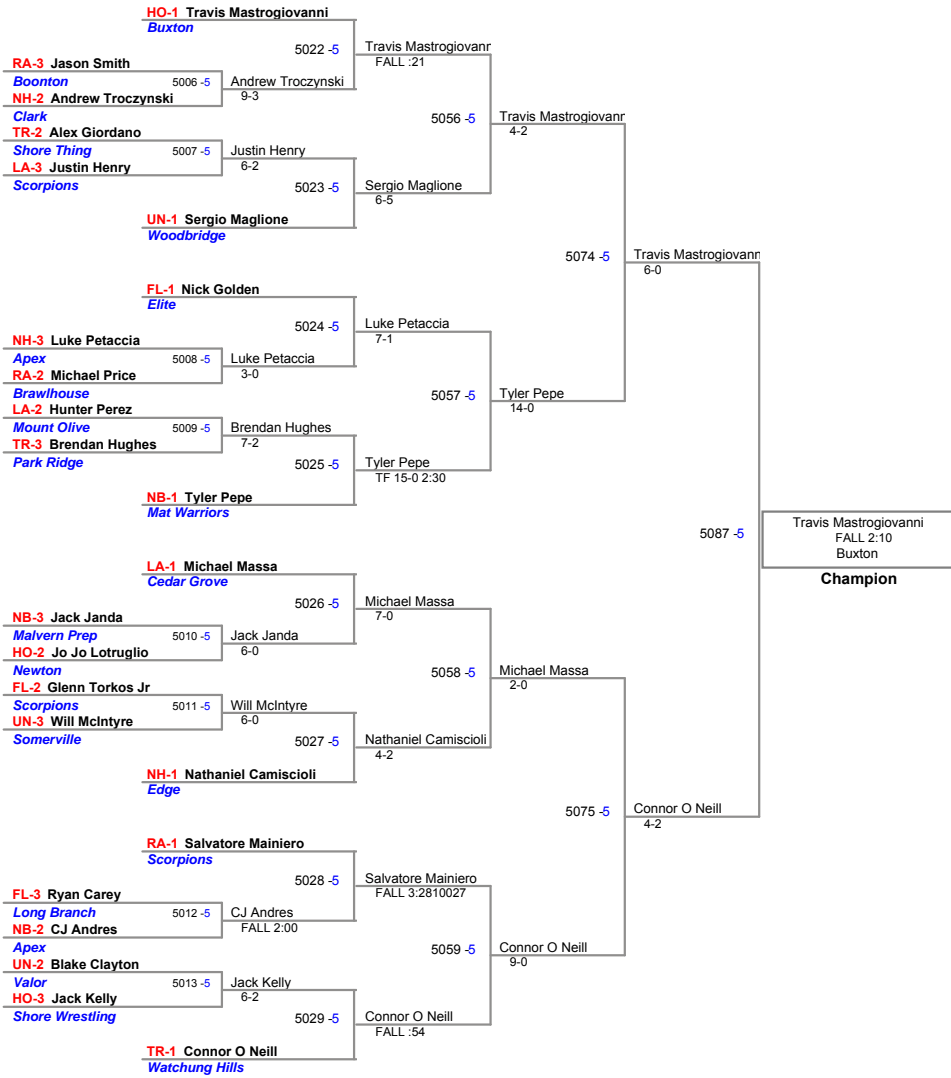 HO-1 Travis Mastrogiovanni
Buxton
5022 -5
Travis Mastrogiovanr
FALL :21
RA-3 Jason Smith
Boonton
5006 -5
Andrew Troczynski
9-3
NH-2 Andrew Troczynski
Clark
5056 -5
Travis Mastrogiovanr
4-2
TR-2 Alex Giordano
Shore Thing
5007 -5
Justin Henry
6-2
LA-3 Justin Henry
Scorpions
5023 -5
Sergio Maglione
6-5
UN-1 Sergio Maglione
Woodbridge
5074 -5
Travis Mastrogiovanr
6-0
FL-1 Nick Golden
Elite
5024 -5
Luke Petaccia
7-1
NH-3 Luke Petaccia
Apex
5008 -5
Luke Petaccia
3-0
RA-2 Michael Price
Brawlhouse
5057 -5
Tyler Pepe
14-0
LA-2 Hunter Perez
Mount Olive
5009 -5
Brendan Hughes
7-2
TR-3 Brendan Hughes
Park Ridge
5025 -5
Tyler Pepe
TF 15-0 2:30
NB-1 Tyler Pepe
Mat Warriors
5087 -5
Travis Mastrogiovanni
FALL 2:10
Buxton
Champion
LA-1 Michael Massa
Cedar Grove
5026 -5
Michael Massa
7-0
NB-3 Jack Janda
Malvern Prep
5010 -5
Jack Janda
6-0
HO-2 Jo Jo Lotruglio
Newton
5058 -5
Michael Massa
2-0
FL-2 Glenn Torkos Jr
Scorpions
5011 -5
Will McIntyre
6-0
UN-3 Will McIntyre
Somerville
5027 -5
Nathaniel Camiscioli
4-2
NH-1 Nathaniel Camiscioli
Edge
5075 -5
Connor O Neill
4-2
RA-1 Salvatore Mainiero
Scorpions
5028 -5
Salvatore Mainiero
FALL 3:2810027
FL-3 Ryan Carey
Long Branch
5012 -5
CJ Andres
FALL 2:00
NB-2 CJ Andres
Apex
5059 -5
Connor O Neill
9-0
UN-2 Blake Clayton
Valor
5013 -5
Jack Kelly
6-2
HO-3 Jack Kelly
Shore Wrestling
5029 -5
Connor O Neill
FALL :54
TR-1 Connor O Neill
Watchung Hills